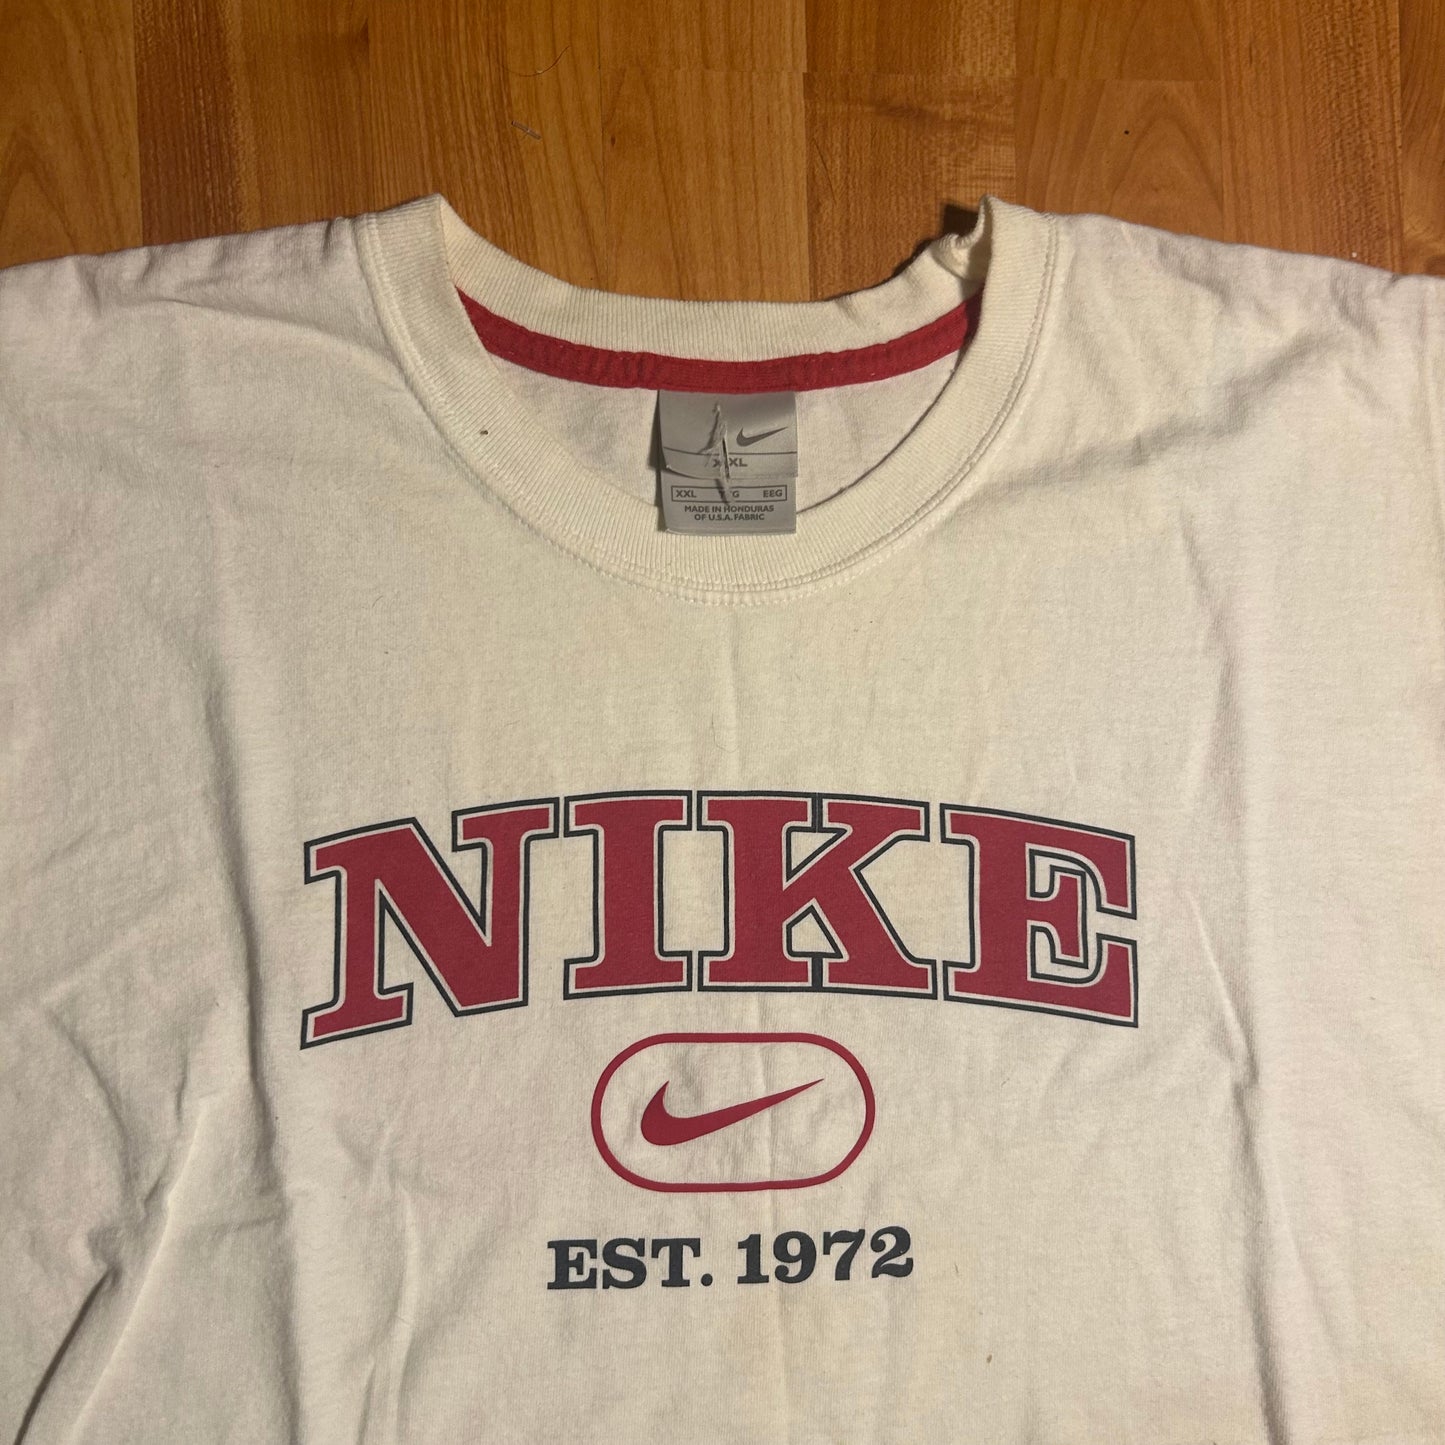 XXL
XXL EEG
MADE IN HONDURAS
OF U.S.A. FABRIC
NIKE
EST. 1972